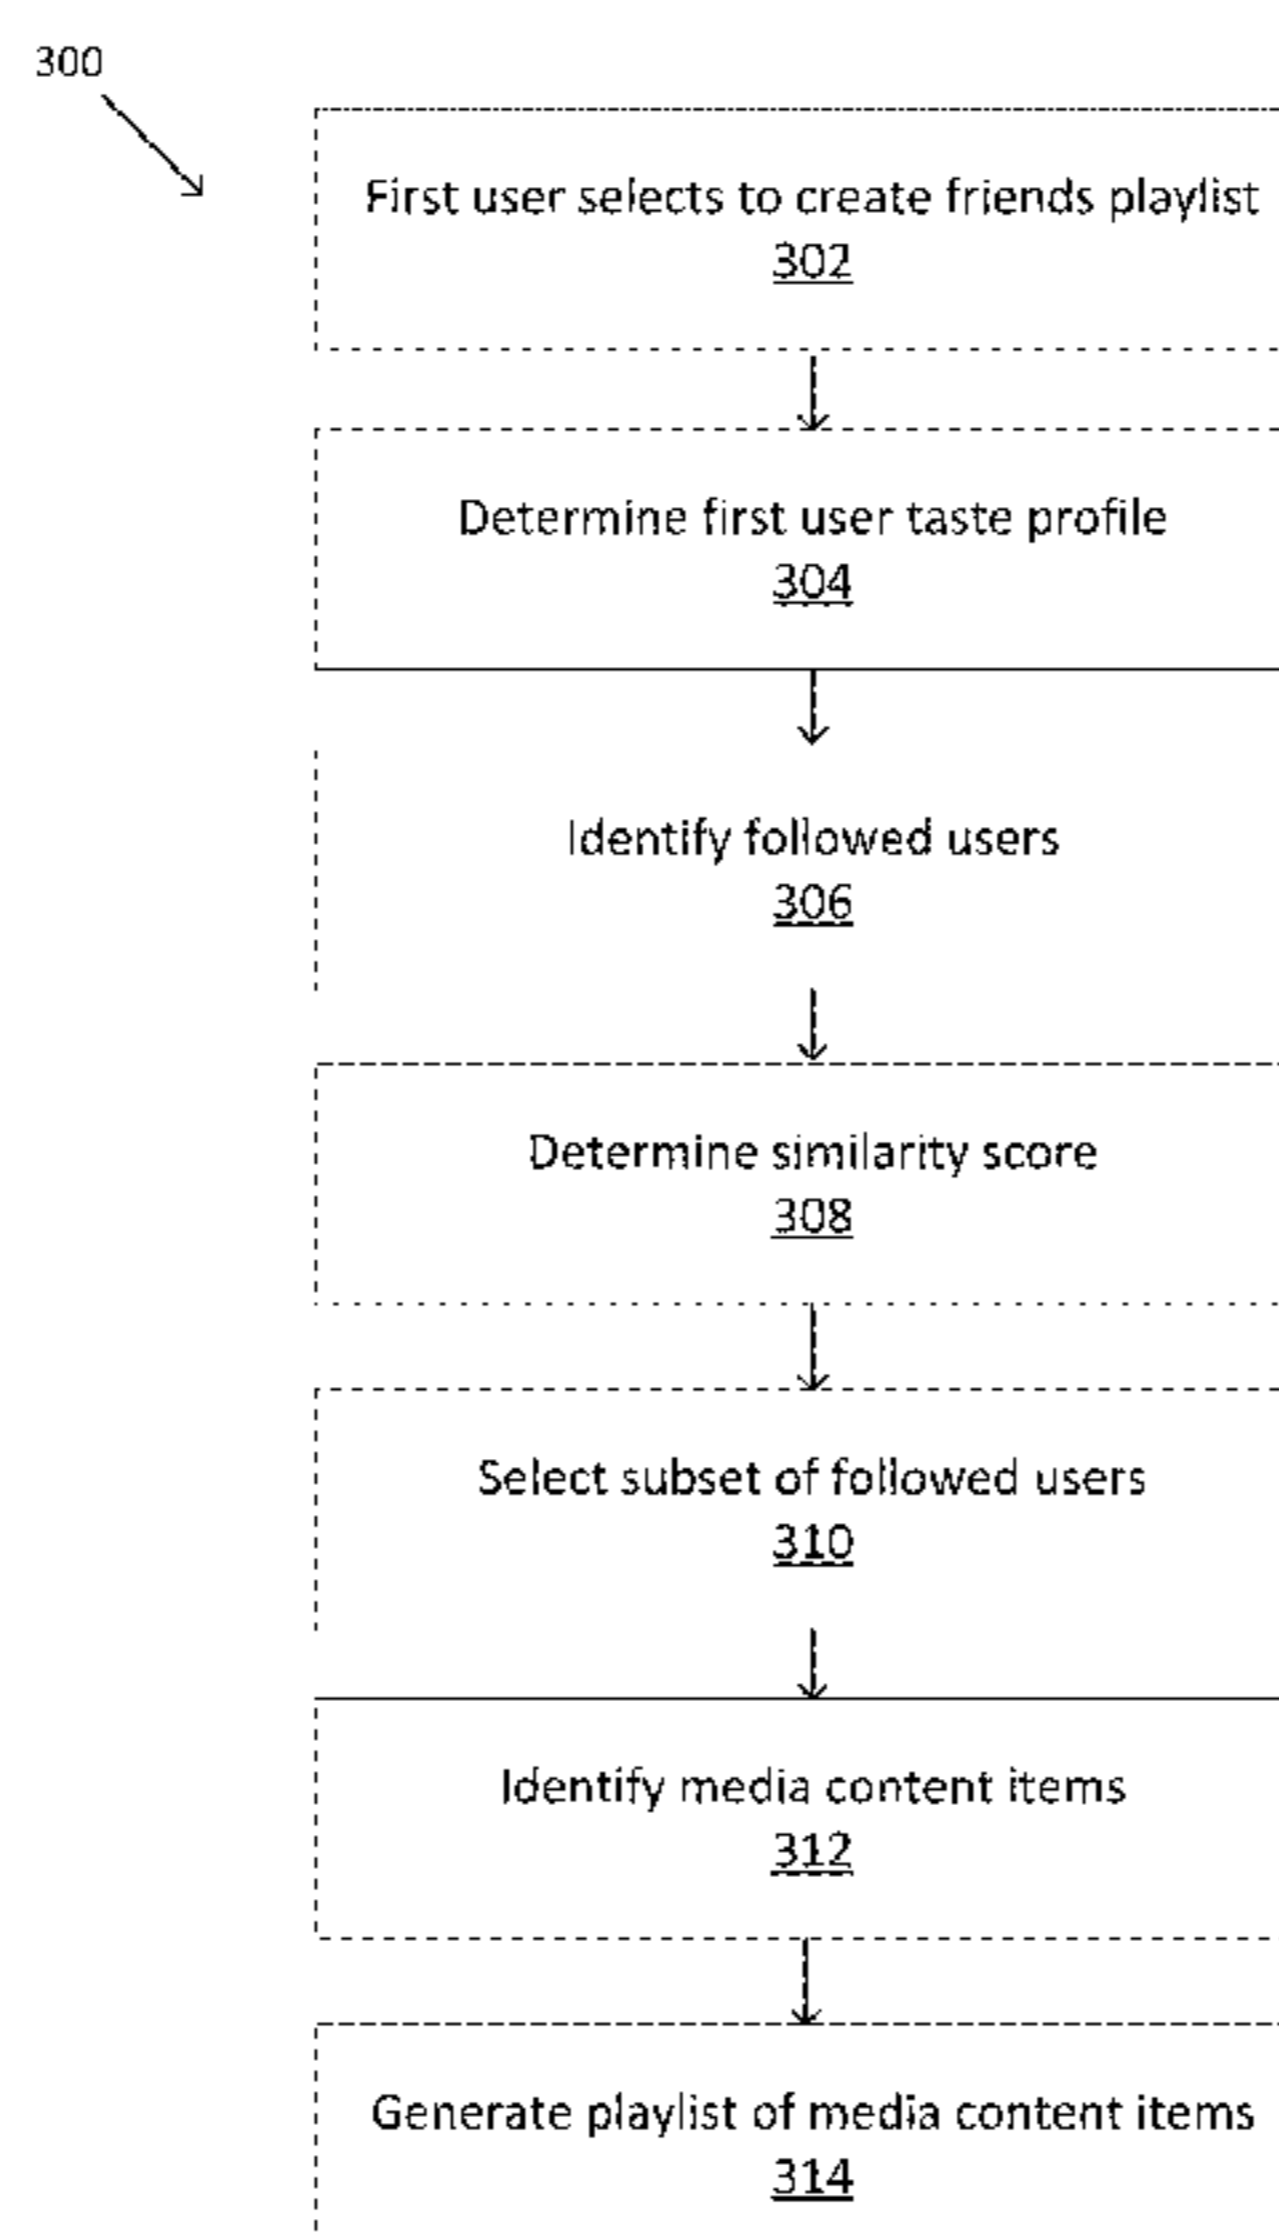 300
First user selects to create friends playlist
302
Determine first user taste profile
304
Identify followed users
306
Determine similarity score
308
Select subset of followed users
310
Identify media content items
312
Generate playlist of media content items
314